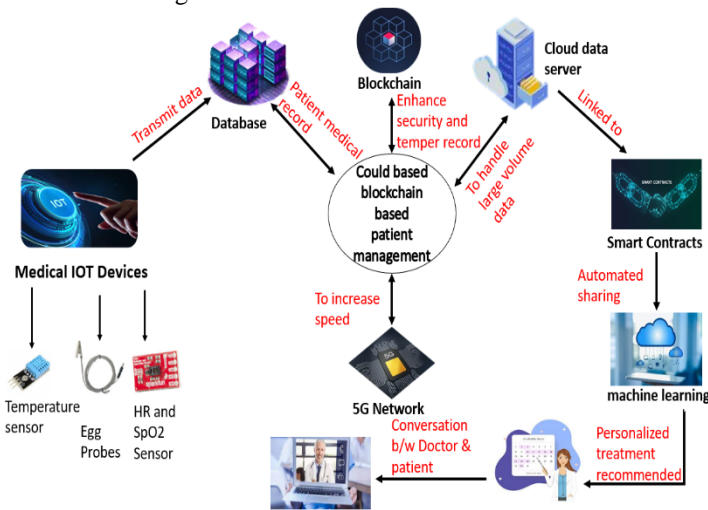 Database
Blockchain
Cloud data
server
Transmit data
Patient medical
record
Enhance
security and
temper record
To handle
large volume
data
Linked to
Could based
blockchain
based
patient
management
IOT
SMART CONTRACTS
Smart Contracts
Medical IOT Devices
To increase
speed
Automated
sharing
Temperature
sensor
Egg
Probes
HR and
SpO2
Sensor
5G
5G Network
machine learning
Conversation
b/w Doctor &
patient
Personalized
treatment
recommended